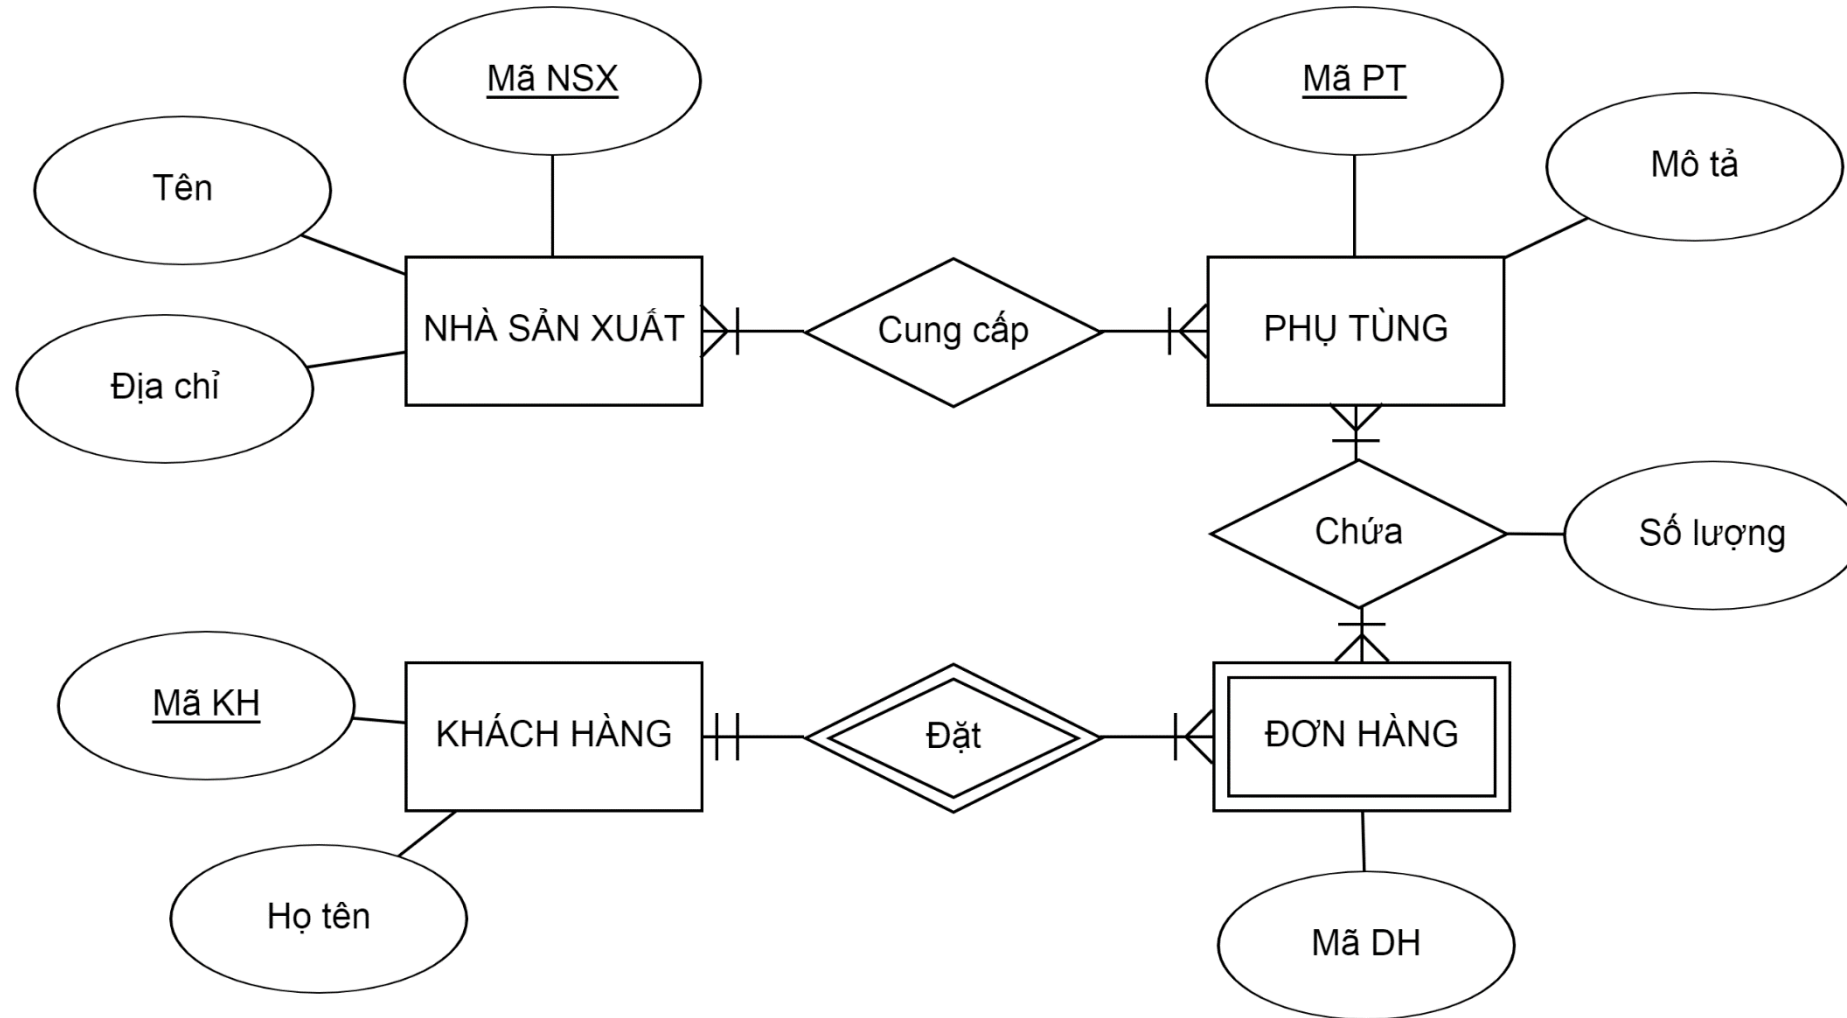 Mã NSX
Mã PT
Tên
Mô tả
NHÀ SẢN XUẤT
Cung cấp
PHỤ TÙNG
Địa chỉ
Chứa
Số lượng
Mã KH
KHÁCH HÀNG
Đặt
ĐƠN HÀNG
Họ tên
Mã DH